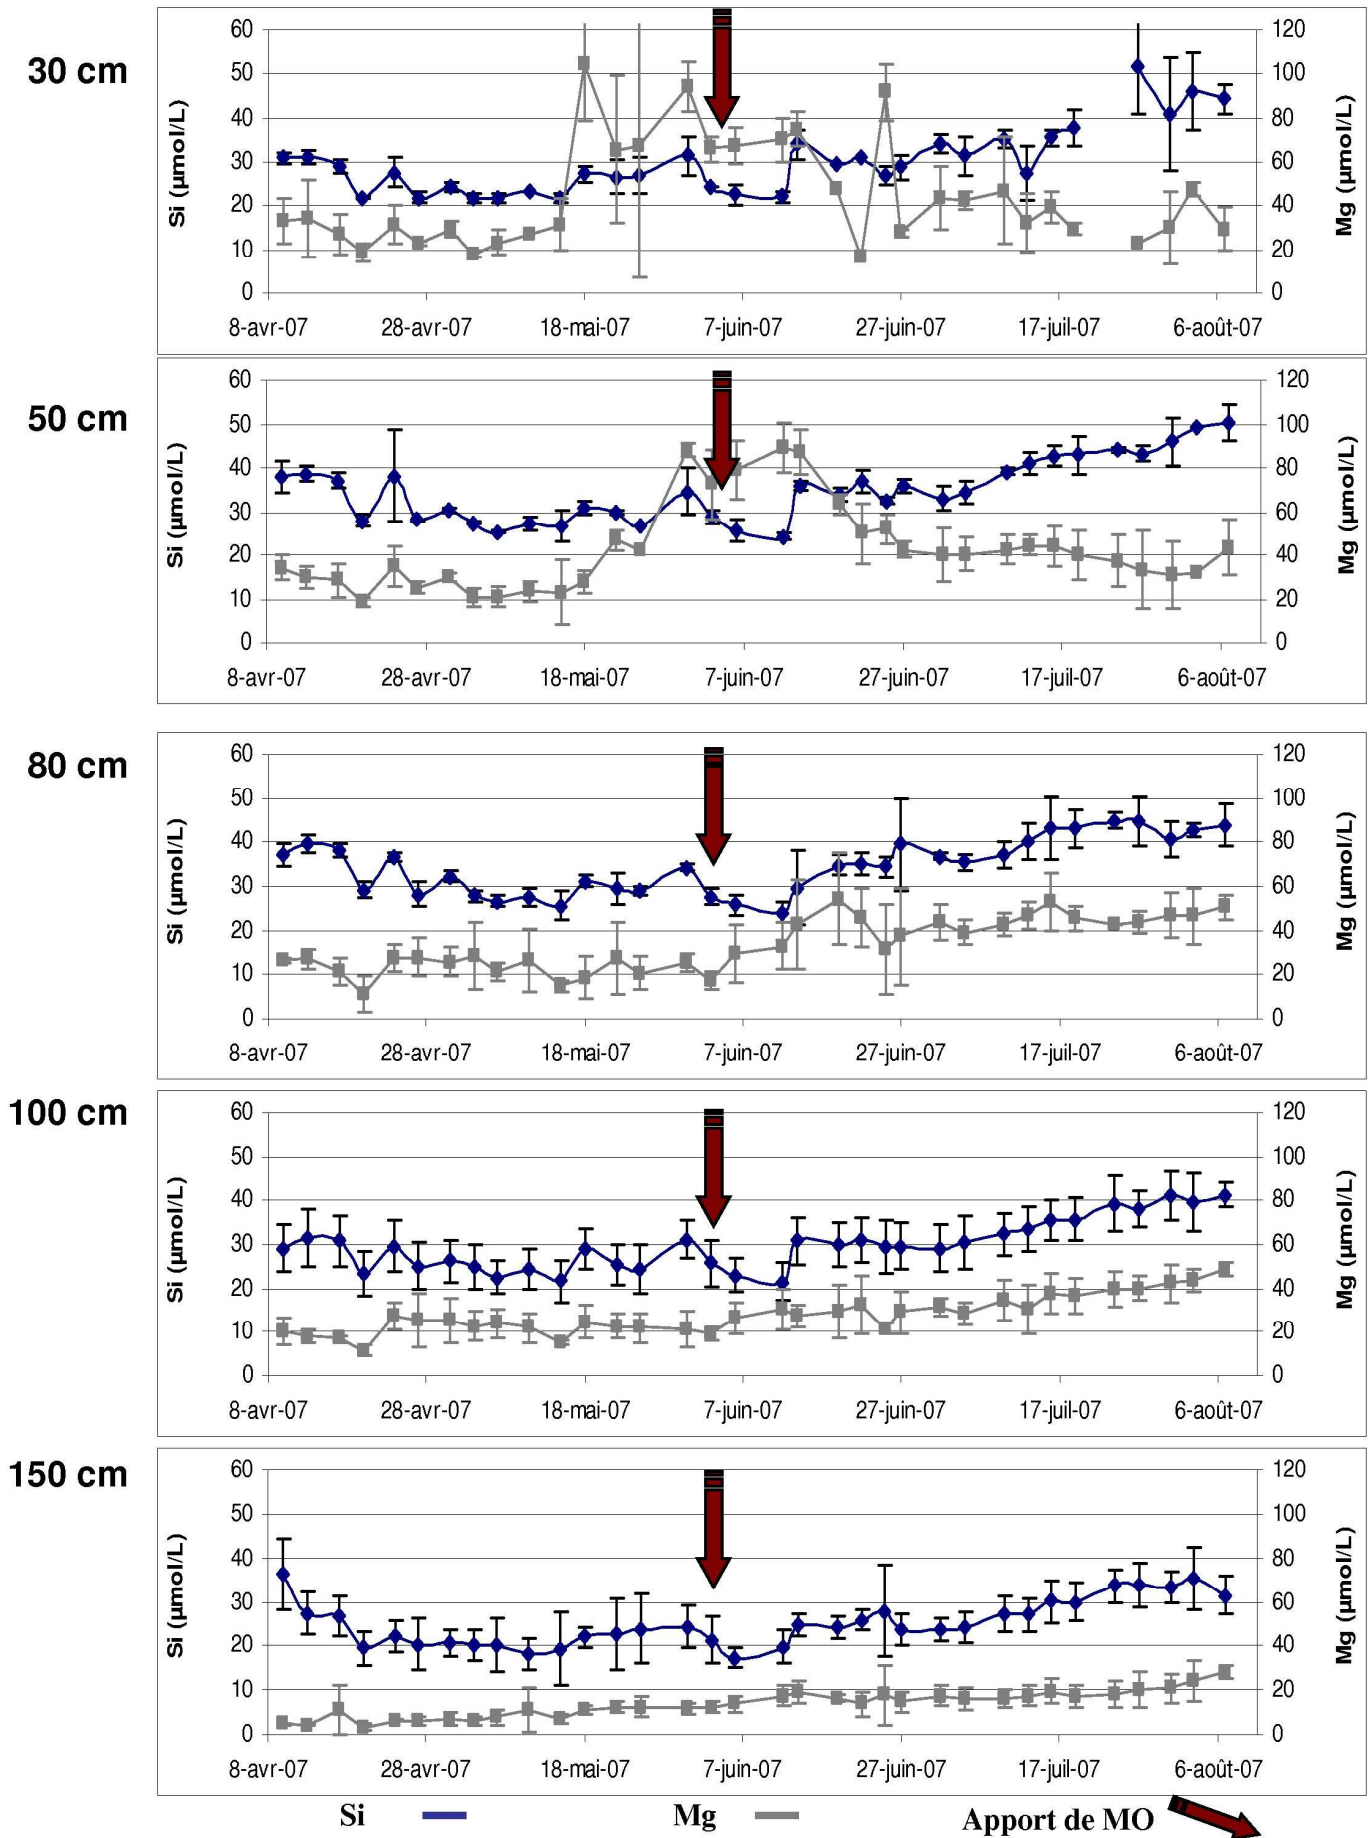 30 cm
60 120
50 100
40 80
30 60
20 40
10 20
0 0
Si (µmol/L)
Mg (µmol/L)
8-avr-07 28-avr-07 18-mai-07 7-juin-07 27-juin-07 17-juil-07 6-août-07
50 cm
60 120
50 100
40 80
30 60
20 40
10 20
0 0
Si (µmol/L)
Mg (µmol/L)
8-avr-07 28-avr-07 18-mai-07 7-juin-07 27-juin-07 17-juil-07 6-août-07
80 cm
60 120
50 100
40 80
30 60
20 40
10 20
0 0
Si (µmol/L)
Mg (µmol/L)
8-avr-07 28-avr-07 18-mai-07 7-juin-07 27-juin-07 17-juil-07 6-août-07
100 cm
60 120
50 100
40 80
30 60
20 40
10 20
0 0
Si (µmol/L)
Mg (µmol/L)
8-avr-07 28-avr-07 18-mai-07 7-juin-07 27-juin-07 17-juil-07 6-août-07
150 cm
60 120
50 100
40 80
30 60
20 40
10 20
0 0
Si (µmol/L)
Mg (µmol/L)
8-avr-07 28-avr-07 18-mai-07 7-juin-07 27-juin-07 17-juil-07 6-août-07
Si Mg Apport de MO